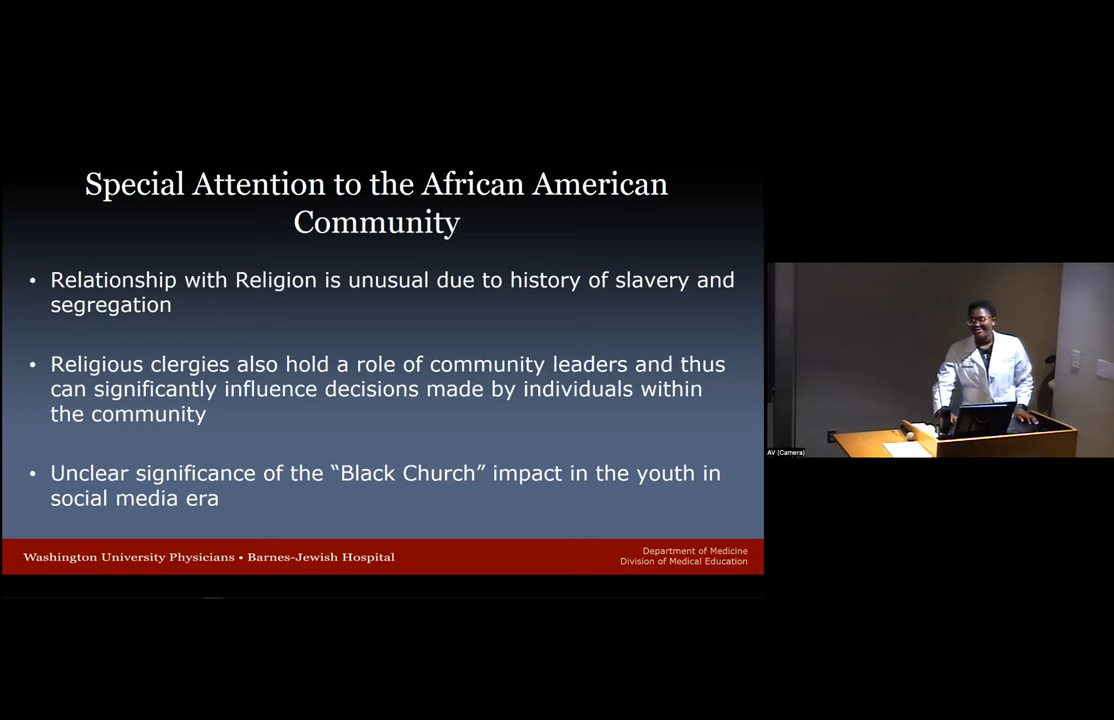 Special Attention to the African American
Community
• Relationship with Religion is unusual due to history of slavery and
segregation
• Religious clergies also hold a role of community leaders and thus
can significantly influence decisions made by individuals within
the community
• Unclear significance of the “Black Church” impact in the youth in
social media era
Washington University Physicians • Barnes-Jewish Hospital
Department of Medicine
Division of Medical Education
AV (Camera)